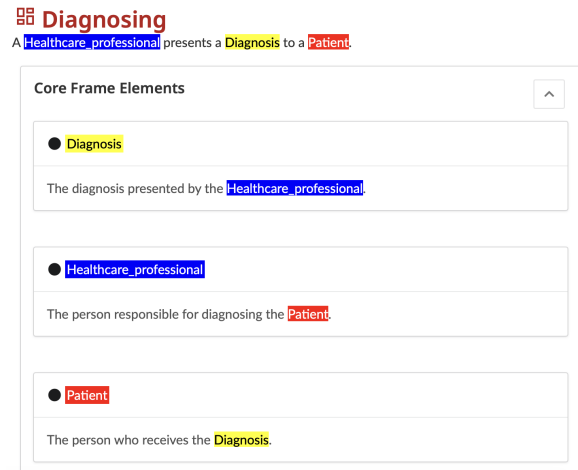 Diagnosing
A Healthcare_professional presents a Diagnosis to a Patient.
Core Frame Elements
Diagnosis
The diagnosis presented by the Healthcare_professional.
Healthcare_professional
The person responsible for diagnosing the Patient.
Patient
The person who receives the Diagnosis.